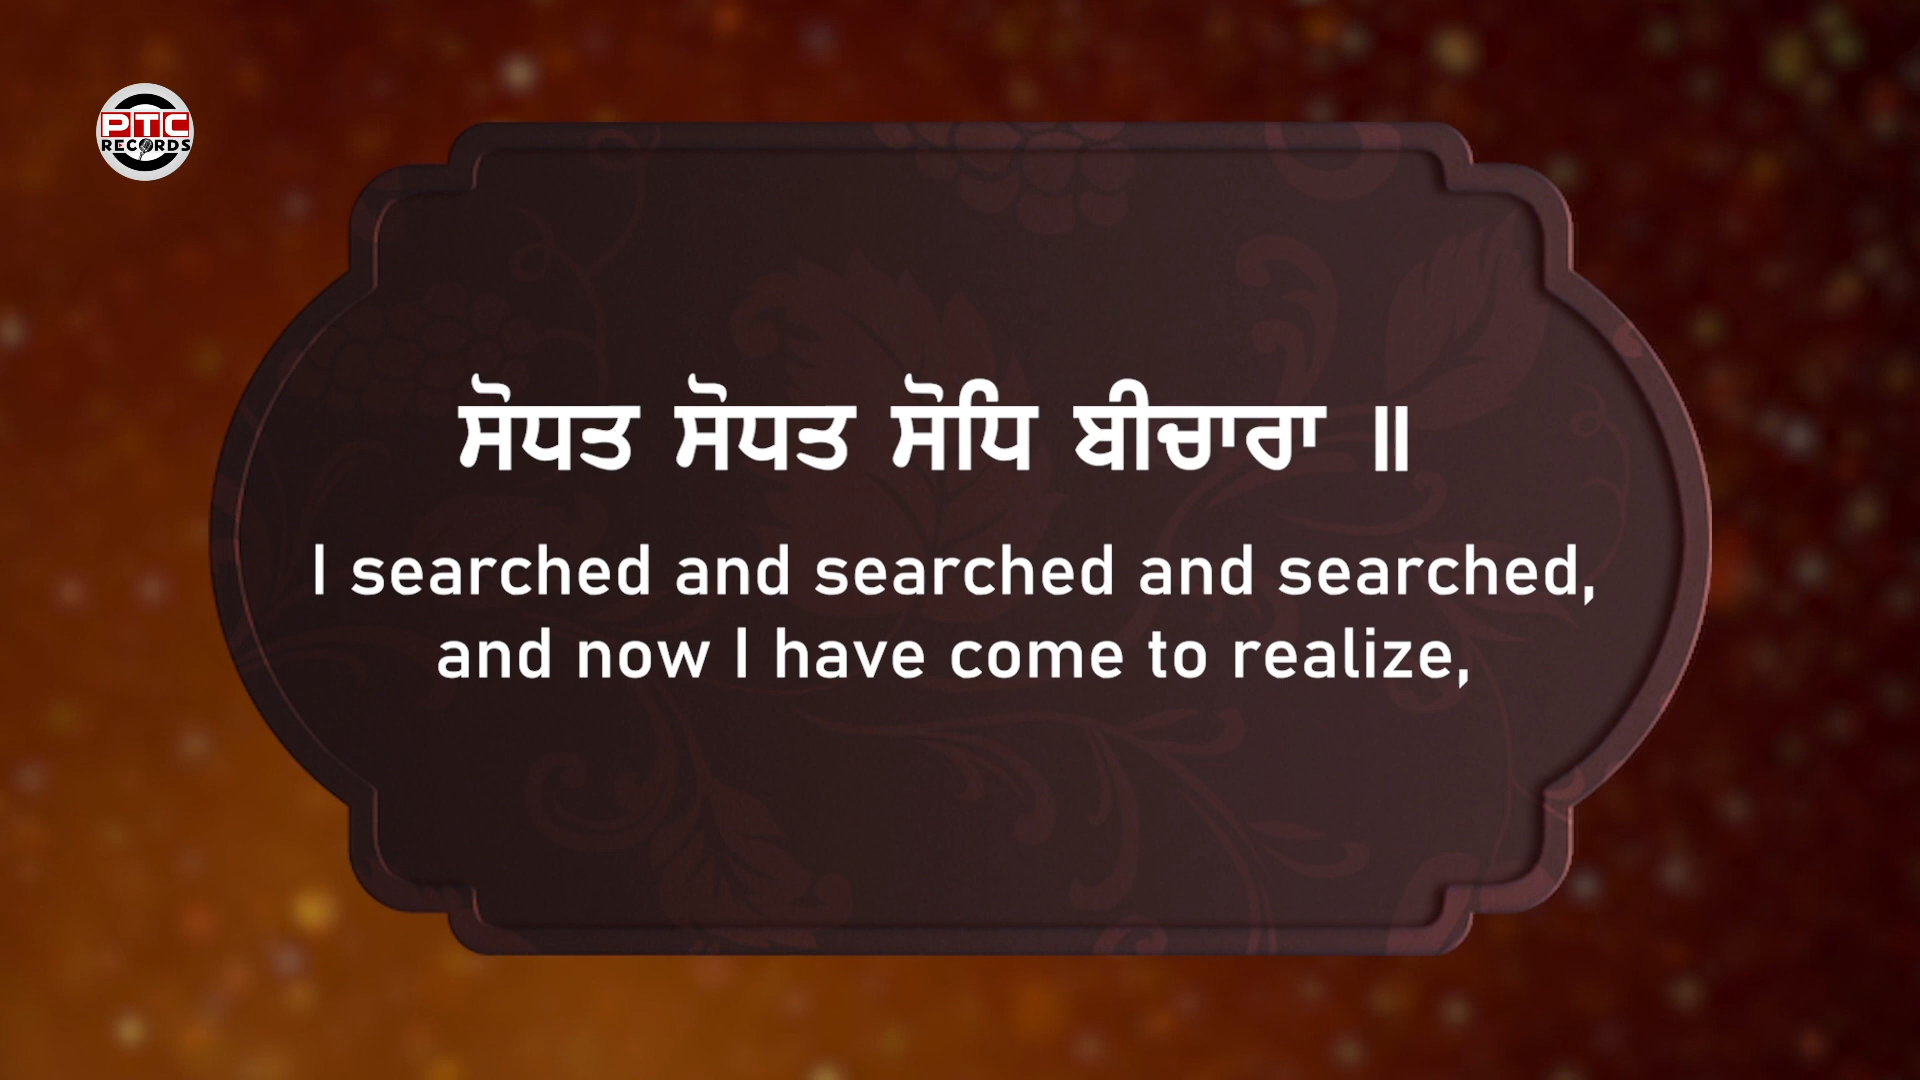 PTC
RECORDS
ਸੋਧਤ ਸੋਧਤ ਸੋਧਿ ਬੀਚਾਰਾ ॥
I searched and searched and searched,
and now I have come to realize,